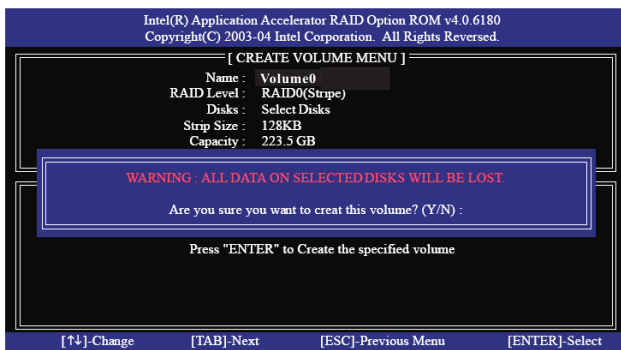 Intel(R) Application Accelerator RAID Option ROM v4.0.6180
Copyright(C) 2003-04 Intel Corporation. All Rights Reversed.
[ CREATE VOLUME MENU ]
Name : Volume0
RAID Level : RAID0(Stripe)
Disks : Select Disks
Strip Size : 128KB
Capacity : 223.5 GB
WARNING : ALL DATA ON SELECTED DISKS WILL BE LOST.
Are you sure you want to creat this volume? (Y/N) :
Press "ENTER" to Create the specified volume
[↑↓]-Change [TAB]-Next [ESC]-Previous Menu [ENTER]-Select